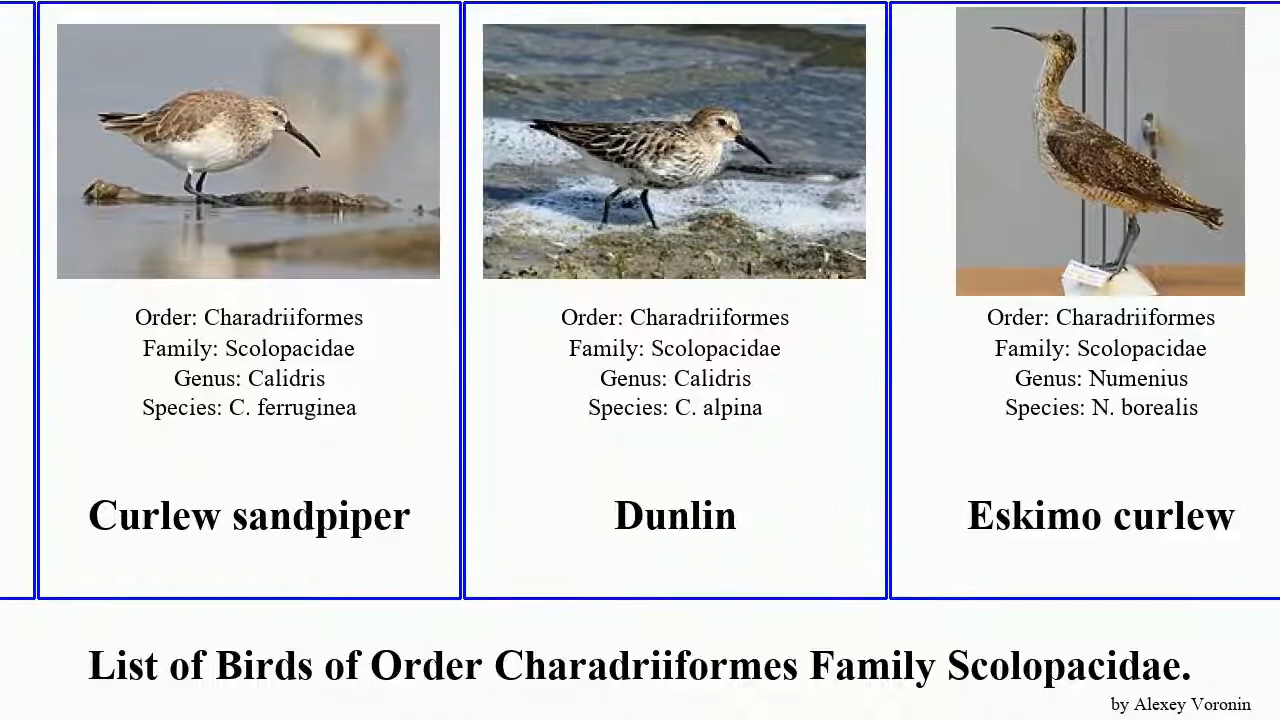 Order: Charadriiformes
Family: Scolopacidae
Genus: Calidris
Species: C. ferruginea
Curlew sandpiper
Order: Charadriiformes
Family: Scolopacidae
Genus: Calidris
Species: C. alpina
Dunlin
Order: Charadriiformes
Family: Scolopacidae
Genus: Numenius
Species: N. borealis
Eskimo curlew
List of Birds of Order Charadriiformes Family Scolopacidae.
by Alexey Voronin